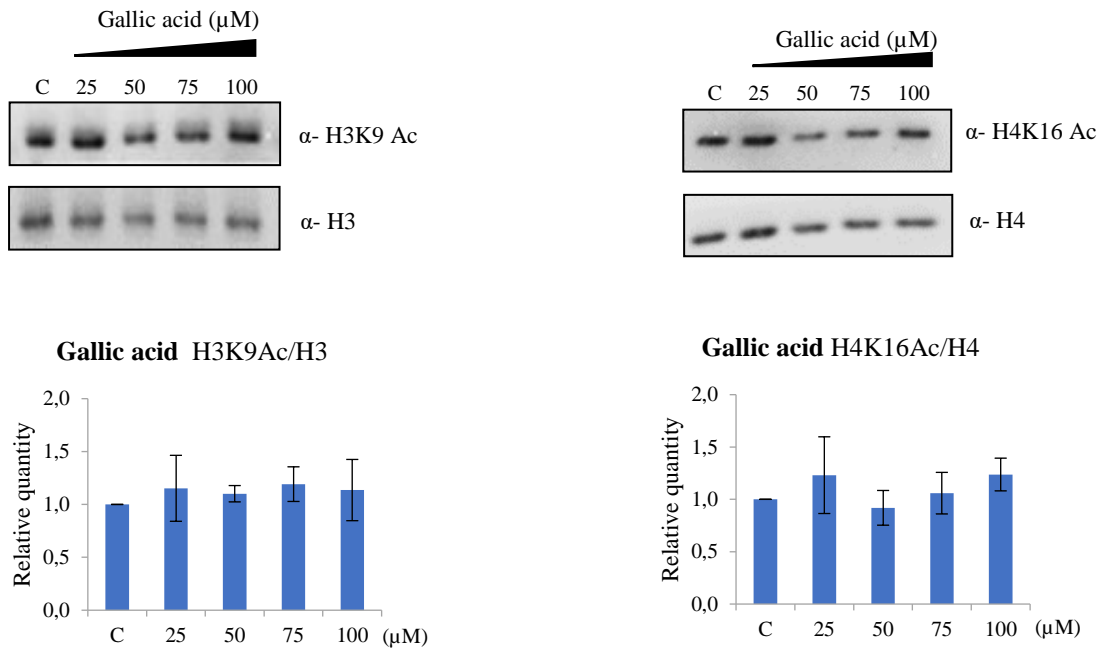 Gallic acid (µM)
C 25 50 75 100
α- H3K9 Ac
α- H3
Gallic acid (µM)
C 25 50 75 100
α- H4K16 Ac
α- H4
Gallic acid H3K9Ac/H3
2,0
1,5
1,0
0,5
0,0
Relative quantity
C 25 50 75 100 (µM)
Gallic acid H4K16Ac/H4
2,0
1,5
1,0
0,5
0,0
Relative quantity
C 25 50 75 100 (µM)